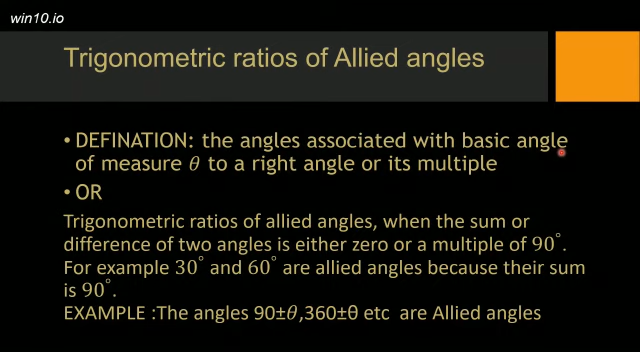 win10.io
Trigonometric ratios of Allied angles
• DEFINATION: the angles associated with basic angle
of measure θ to a right angle or its multiple
• OR
Trigonometric ratios of allied angles, when the sum or
difference of two angles is either zero or a multiple of 90°.
For example 30° and 60° are allied angles because their sum
is 90°.
EXAMPLE :The angles 90±θ,360±θ etc are Allied angles